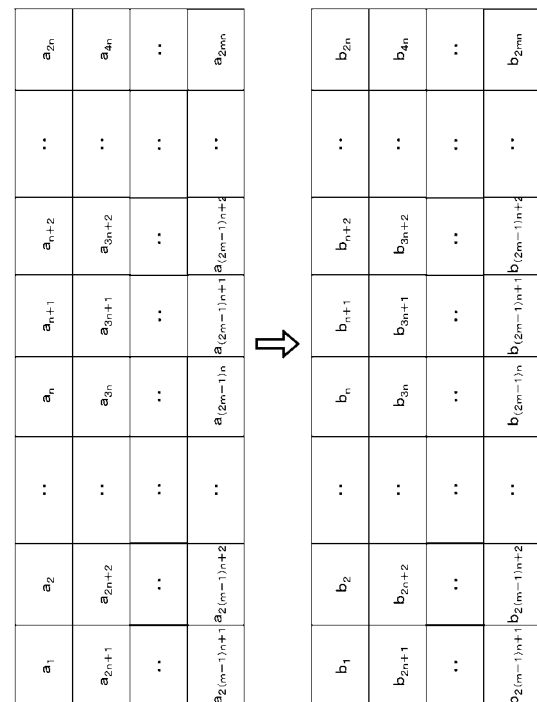 a₁ a₂ .. aₙ aₙ₊₁ aₙ₊₂ .. a₂ₙ
a₂ₙ₊₁ a₂ₙ₊₂ .. a₃ₙ a₃ₙ₊₁ a₃ₙ₊₂ .. a₄ₙ
.. .. .. .. .. .. .. ..
a₂₍ₘ₋₁₎ₙ₊₁ a₂₍ₘ₋₁₎ₙ₊₂ .. a₍₂ₘ₋₁₎ₙ a₍₂ₘ₋₁₎ₙ₊₁ a₍₂ₘ₋₁₎ₙ₊₂ .. a₂ₘₙ
⇩
b₁ b₂ .. bₙ bₙ₊₁ bₙ₊₂ .. b₂ₙ
b₂ₙ₊₁ b₂ₙ₊₂ .. b₃ₙ b₃ₙ₊₁ b₃ₙ₊₂ .. b₄ₙ
.. .. .. .. .. .. .. ..
b₂₍ₘ₋₁₎ₙ₊₁ b₂₍ₘ₋₁₎ₙ₊₂ .. b₍₂ₘ₋₁₎ₙ b₍₂ₘ₋₁₎ₙ₊₁ b₍₂ₘ₋₁₎ₙ₊₂ .. b₂ₘₙ